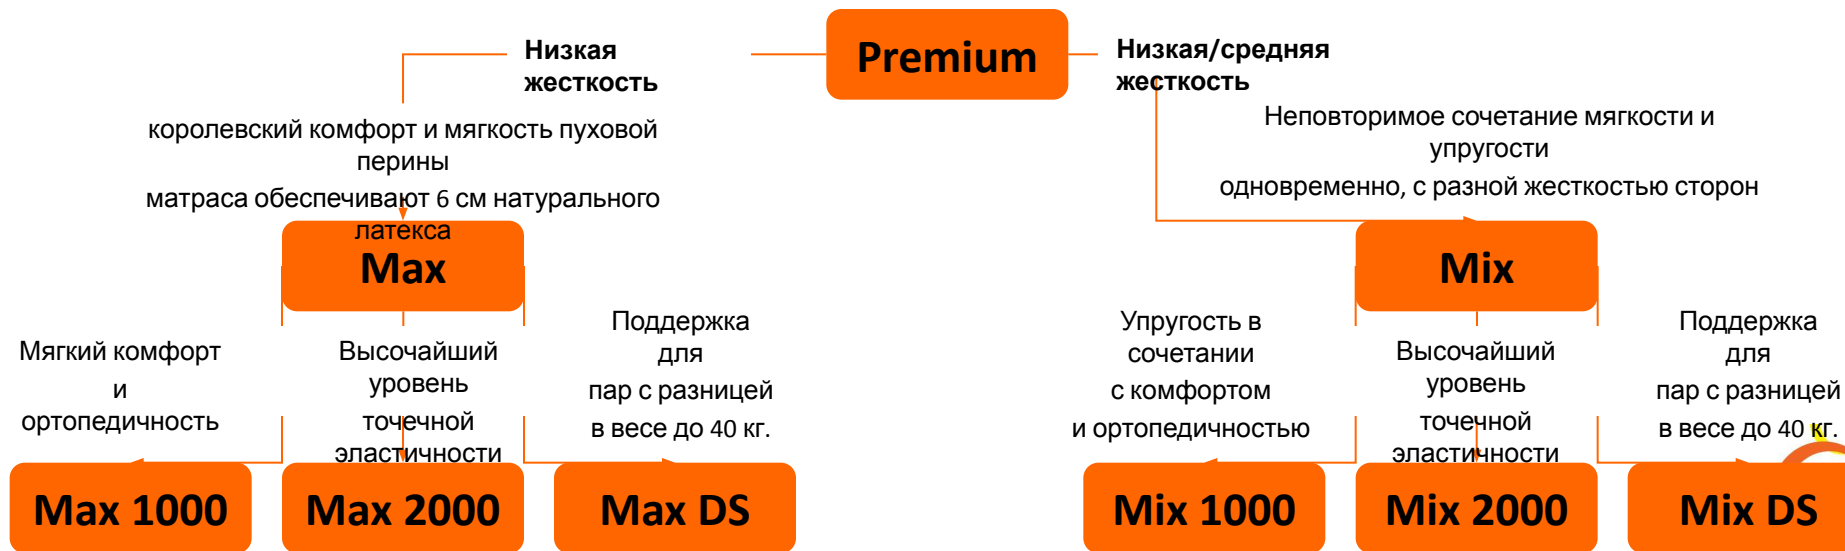 Premium
Низкая
жесткость
Низкая/средняя
жесткость
королевский комфорт и мягкость пуховой
перины
матраса обеспечивают 6 см натурального
латекса
Неповторимое сочетание мягкости и
упругости
одновременно, с разной жесткостью сторон
Max
Mix
Мягкий комфорт
и
ортопедичность
Высочайший
уровень
точечной
эластичности
Поддержка
для
пар с разницей
в весе до 40 кг.
Упругость в
сочетании
с комфортом
и ортопедичностью
Высочайший
уровень
точечной
эластичности
Поддержка
для
пар с разницей
в весе до 40 кг.
Max 1000
Max 2000
Max DS
Mix 1000
Mix 2000
Mix DS